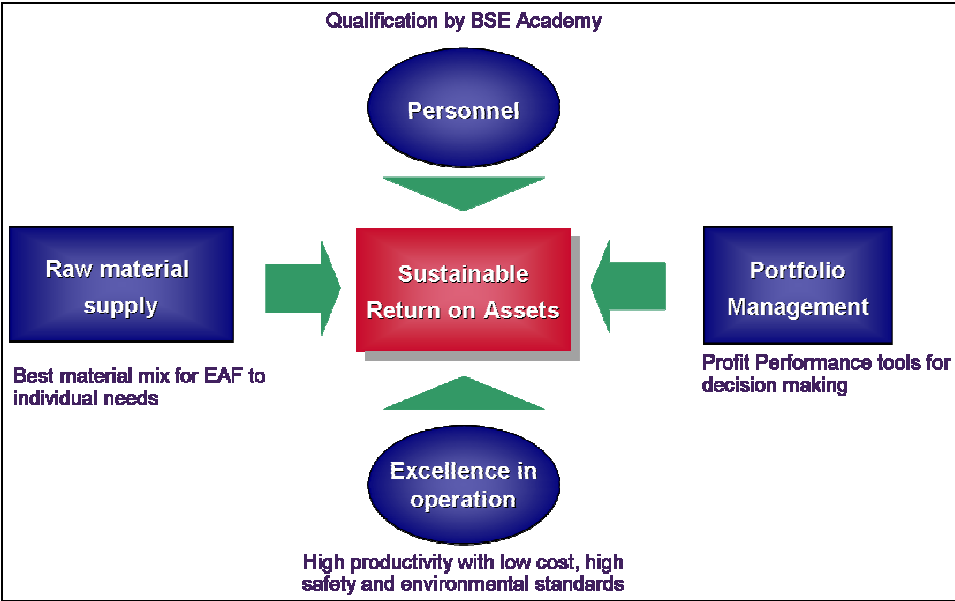 Qualification by BSE Academy
Personnel
Raw material
supply
Best material mix for EAF to
individual needs
Sustainable
Return on Assets
Portfolio
Management
Profit Performance tools for
decision making
Excellence in
operation
High productivity with low cost, high
safety and environmental standards